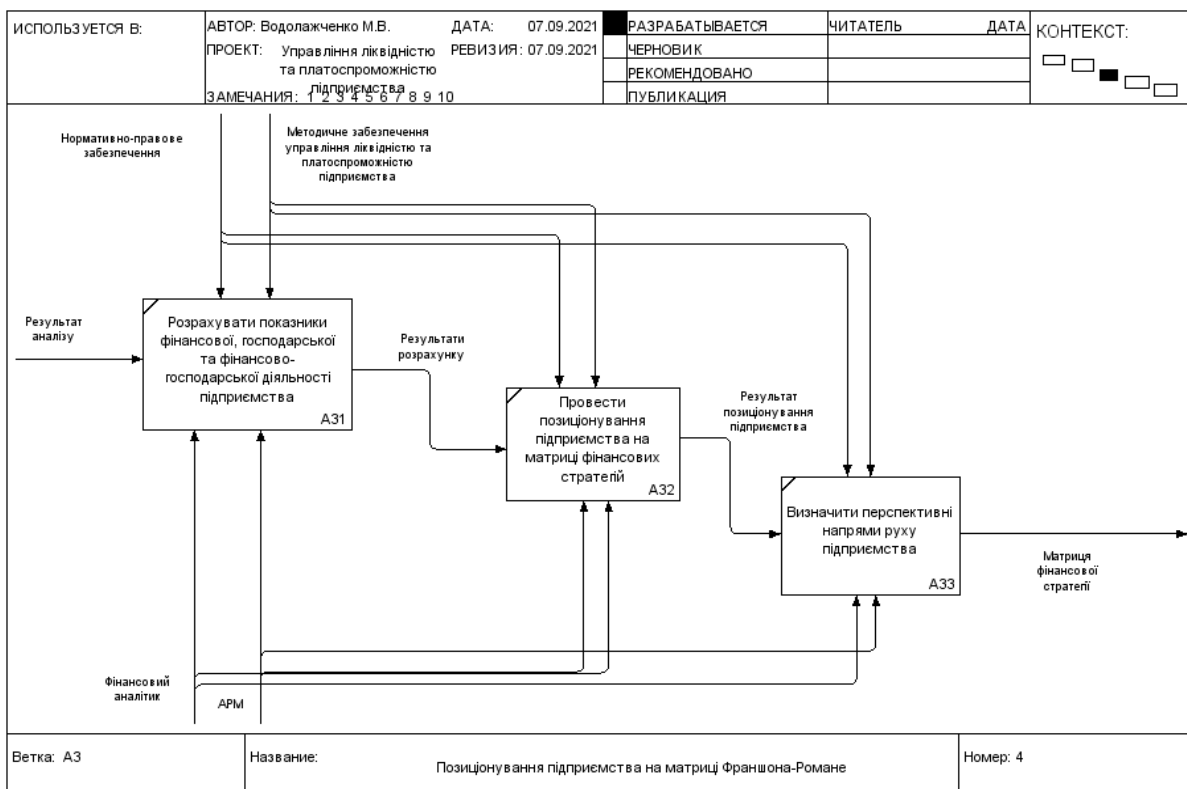 ИСПОЛЬЗУЕТСЯ В:
АВТОР: Водолажченко М.В.
ДАТА: 07.09.2021
ПРОЕКТ: Управління ліквідністю
та платоспроможністю
підприємства
РЕВИЗИЯ: 07.09.2021
ЗАМЕЧАНИЯ: 1 2 3 4 5 6 7 8 9 10
РАЗРАБАТЫВАЕТСЯ
ЧЕРНОВИК
РЕКОМЕНДОВАНО
ПУБЛИКАЦИЯ
ЧИТАТЕЛЬ
ДАТА
КОНТЕКСТ:
Нормативно-правове
забезпечення
Методичне забезпечення
управління ліквідністю та
платоспроможністю
підприємства
Результат
аналізу
Розрахувати показники
фінансової, господарської
та фінансово-
господарської діяльності
підприємства
А31
Результати
розрахунку
Провести
позиціонування
підприємства на
матриці фінансових
стратегій
А32
Результат
позиціонування
підприємства
Визначити перспективні
напрями руху
підприємства
А33
Матриця
фінансової
стратегії
Фінансовий
аналітик
АРМ
Ветка: А3
Название:
Позиціонування підприємства на матриці Франшона-Романе
Номер: 4